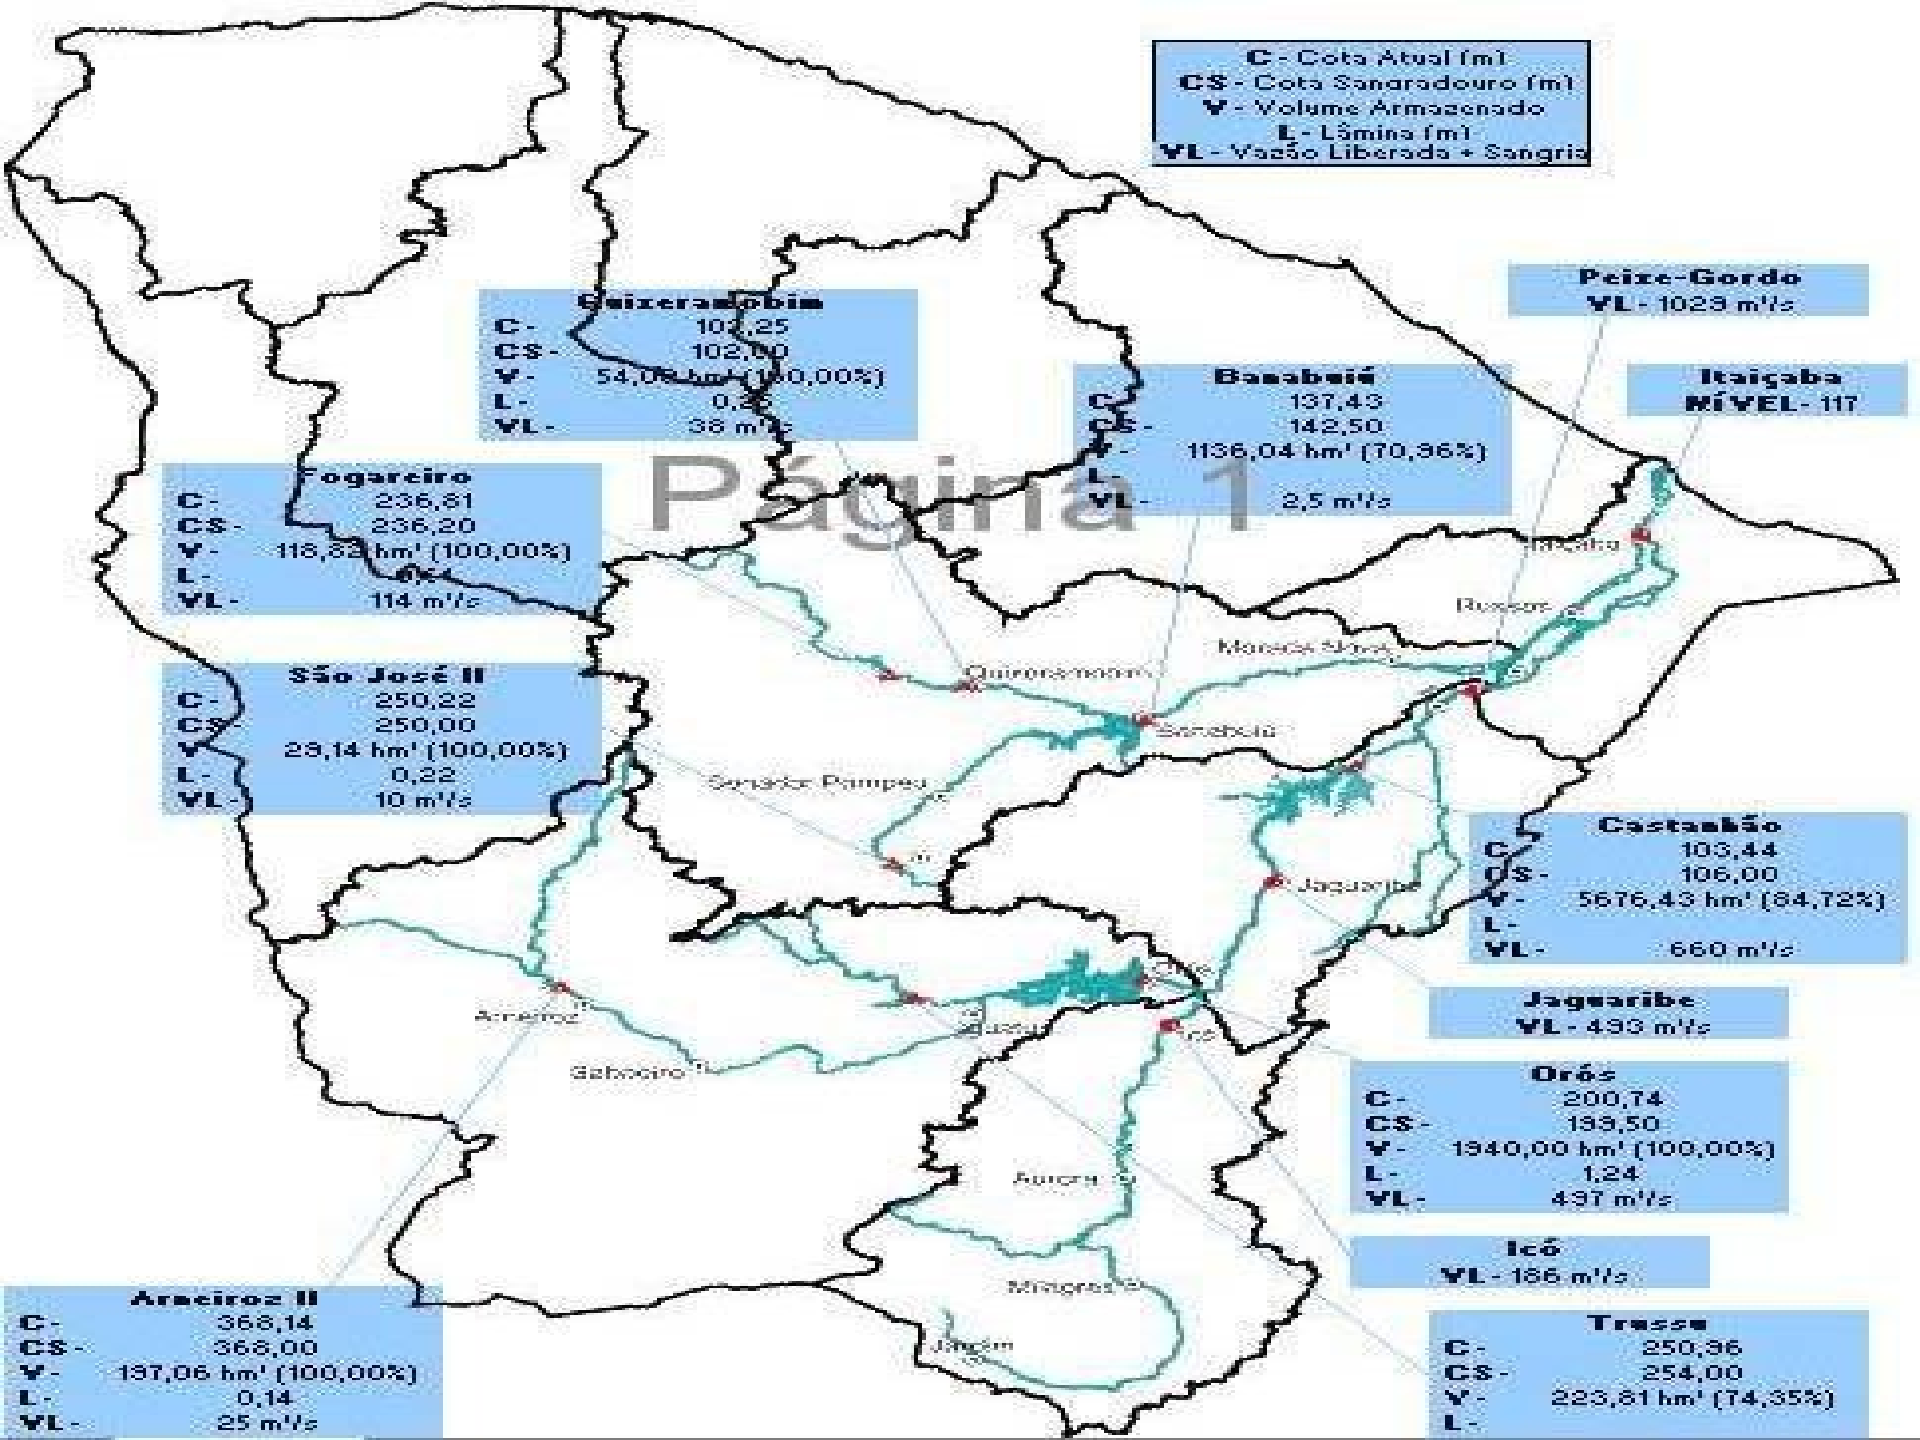 C - Cota Atual (m)
CS - Cota Sangradouro (m)
V - Volume Armazenado
L - Lâmina (m)
VL - Vazão Liberada + Sangria
Peixe-Gordo
VL - 1029 m³/s
Itaiçaba
NÍVEL - 117
Quixeramobim
C - 102,25
CS - 102,00
V - hm³ (100,00%)
L -
VL - 38 m³/s
Banabuiú
C 137,43
CS - 142,50
V - 1136,04 hm³ (70,96%)
L
VL - 2,5 m³/s
Página 1
Fogareiro
C - 236,81
CS - 236,20
V - 118,82 hm³ (100,00%)
L -
VL - 114 m³/s
São José II
C - 250,22
CS 250,00
V 29,14 hm³ (100,00%)
L - 0,22
VL - 10 m³/s
Russas
Morada Nova
Quixeramobim
Banabuiú
Senador Pompeu
Jaguaribe
Castanhão
C 103,44
CS - 106,00
V - 5676,49 hm³ (84,72%)
L -
VL - 660 m³/s
Jaguaribe
VL - 493 m³/s
Arneiroz
Saboeiro
Iguatu
Orós
Icó
Orós
C - 200,74
CS - 199,50
V - 1940,00 hm³ (100,00%)
L - 1,24
VL - 497 m³/s
Aurora
Icó
VL - 186 m³/s
Milagres
Jardim
Arneiroz II
C - 368,14
CS - 368,00
V - 197,06 hm³ (100,00%)
L - 0,14
VL - 25 m³/s
Trussu
C - 250,96
CS - 254,00
V - 223,81 hm³ (74,35%)
L -